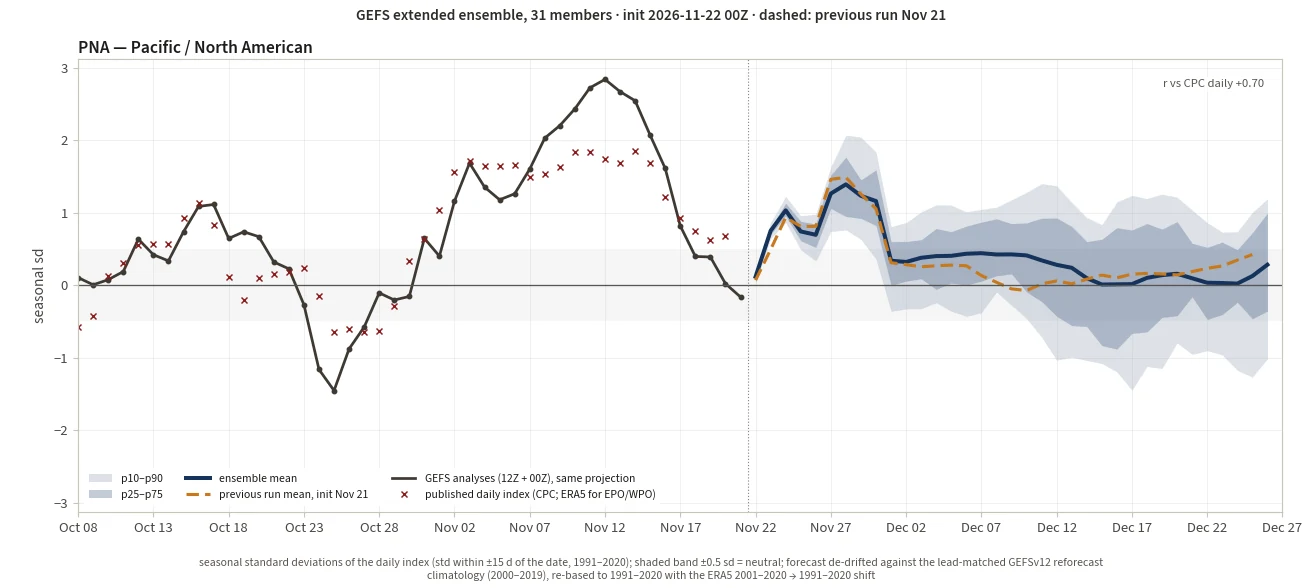 GEFS extended ensemble, 31 members · init 2026-11-22 00Z · dashed: previous run Nov 21
PNA — Pacific / North American
r vs CPC daily +0.70
seasonal sd
3
2
1
0
−1
−2
−3
p10–p90
p25–p75
ensemble mean
previous run mean, init Nov 21
GEFS analyses (12Z + 00Z), same projection
published daily index (CPC; ERA5 for EPO/WPO)
Oct 08 Oct 13 Oct 18 Oct 23 Oct 28 Nov 02 Nov 07 Nov 12 Nov 17 Nov 22 Nov 27 Dec 02 Dec 07 Dec 12 Dec 17 Dec 22 Dec 27
seasonal standard deviations of the daily index (std within ±15 d of the date, 1991–2020); shaded band ±0.5 sd = neutral; forecast de-drifted against the lead-matched GEFSv12 reforecast
climatology (2000–2019), re-based to 1991–2020 with the ERA5 2001–2020 → 1991–2020 shift